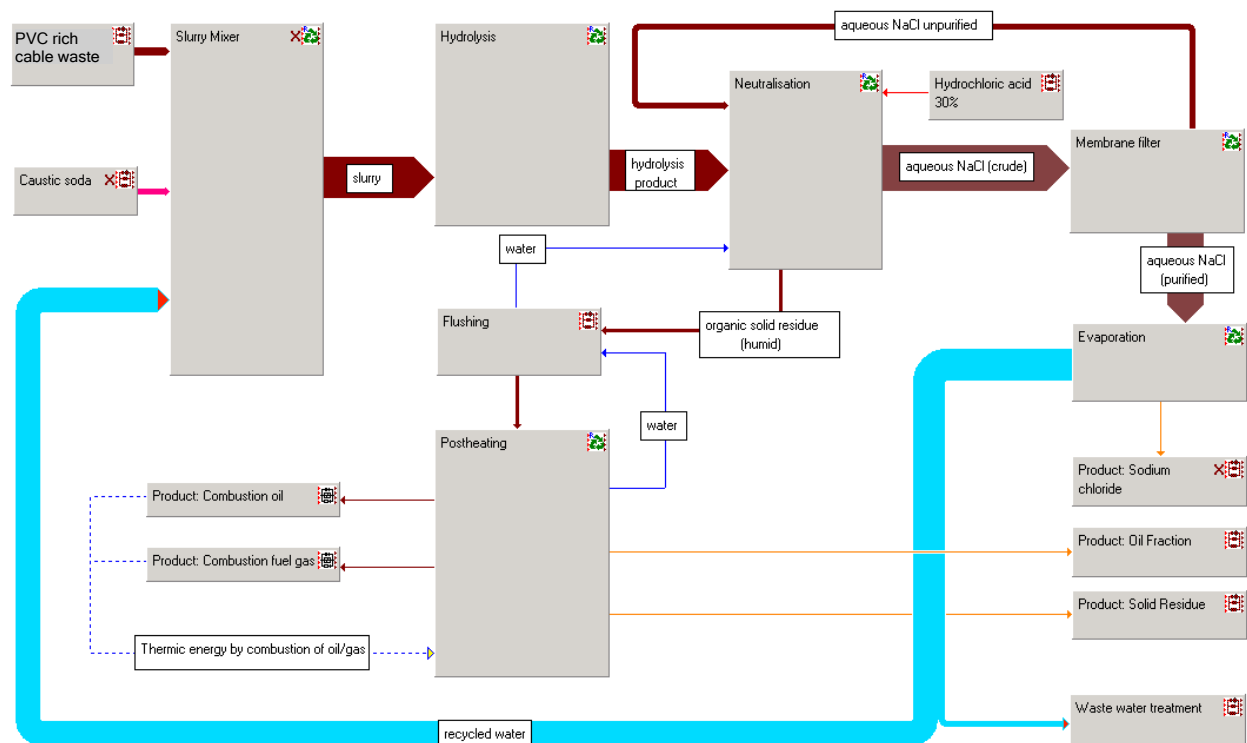 aqueous NaCl unpurified
PVC rich
cable waste
Slurry Mixer
Hydrolysis
Neutralisation
Hydrochloric acid
30%
Membrane filter
Caustic soda
slurry
hydrolysis
product
aqueous NaCl (crude)
water
aqueous NaCl
(purified)
Flushing
organic solid residue
(humid)
Evaporation
water
Postheating
Product: Sodium
chloride
Product: Combustion oil
Product: Oil Fraction
Product: Combustion fuel gas
Product: Solid Residue
Thermic energy by combustion of oil/gas
Waste water treatment
recycled water